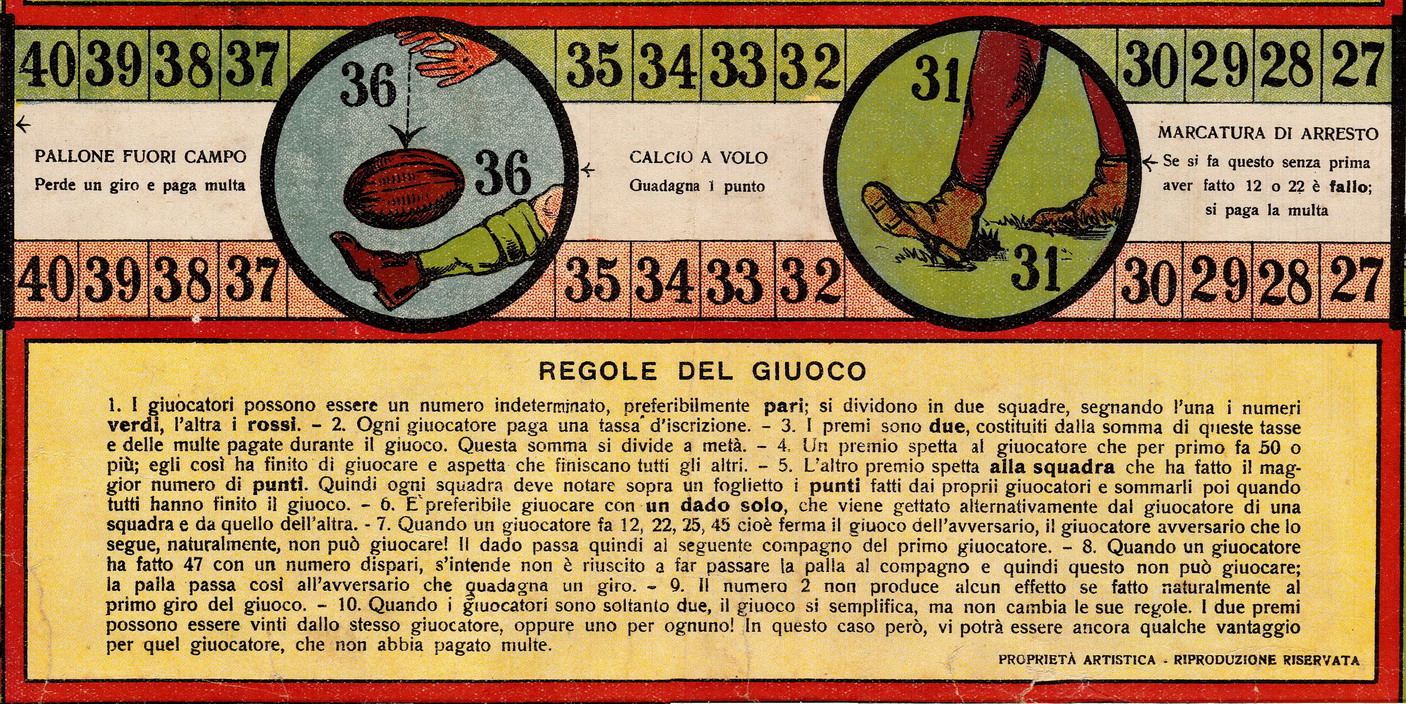 40 39 38 37 36 35 34 33 32 31 30 29 28 27
← PALLONE FUORI CAMPO
Perde un giro e paga multa
36
← CALCIO A VOLO
Guadagna 1 punto
MARCATURA DI ARRESTO
← Se si fa questo senza prima
aver fatto 12 o 22 è fallo;
si paga la multa
31
40 39 38 37 35 34 33 32 30 29 28 27
REGOLE DEL GIUOCO
1. I giuocatori possono essere un numero indeterminato, preferibilmente pari; si dividono in due squadre, segnando l'una i numeri
verdi, l'altra i rossi. – 2. Ogni giuocatore paga una tassa d'iscrizione. – 3. I premi sono due, costituiti dalla somma di queste tasse
e delle multe pagate durante il giuoco. Questa somma si divide a metà. – 4. Un premio spetta al giuocatore che per primo fa 50 o
più; egli così ha finito di giuocare e aspetta che finiscano tutti gli altri. – 5. L'altro premio spetta alla squadra che ha fatto il mag-
gior numero di punti. Quindi ogni squadra deve notare sopra un foglietto i punti fatti dai proprii giuocatori e sommarli poi quando
tutti hanno finito il giuoco. – 6. E' preferibile giuocare con un dado solo, che viene gettato alternativamente dal giuocatore di una
squadra e da quello dell'altra. - 7. Quando un giuocatore fa 12, 22, 25, 45 cioè ferma il giuoco dell'avversario, il giuocatore avversario che lo
segue, naturalmente, non può giuocare! Il dado passa quindi al seguente compagno del primo giuocatore. – 8. Quando un giuocatore
ha fatto 47 con un numero dispari, s'intende non è riuscito a far passare la palla al compagno e quindi questo non può giuocare;
la palla passa così all'avversario che guadagna un giro. – 9. Il numero 2 non produce alcun effetto se fatto naturalmente al
primo giro del giuoco. – 10. Quando i giuocatori sono soltanto due, il giuoco si semplifica, ma non cambia le sue regole. I due premi
possono essere vinti dallo stesso giuocatore, oppure uno per ognuno! In questo caso però, vi potrà essere ancora qualche vantaggio
per quel giuocatore, che non abbia pagato multe.
PROPRIETÀ ARTISTICA - RIPRODUZIONE RISERVATA